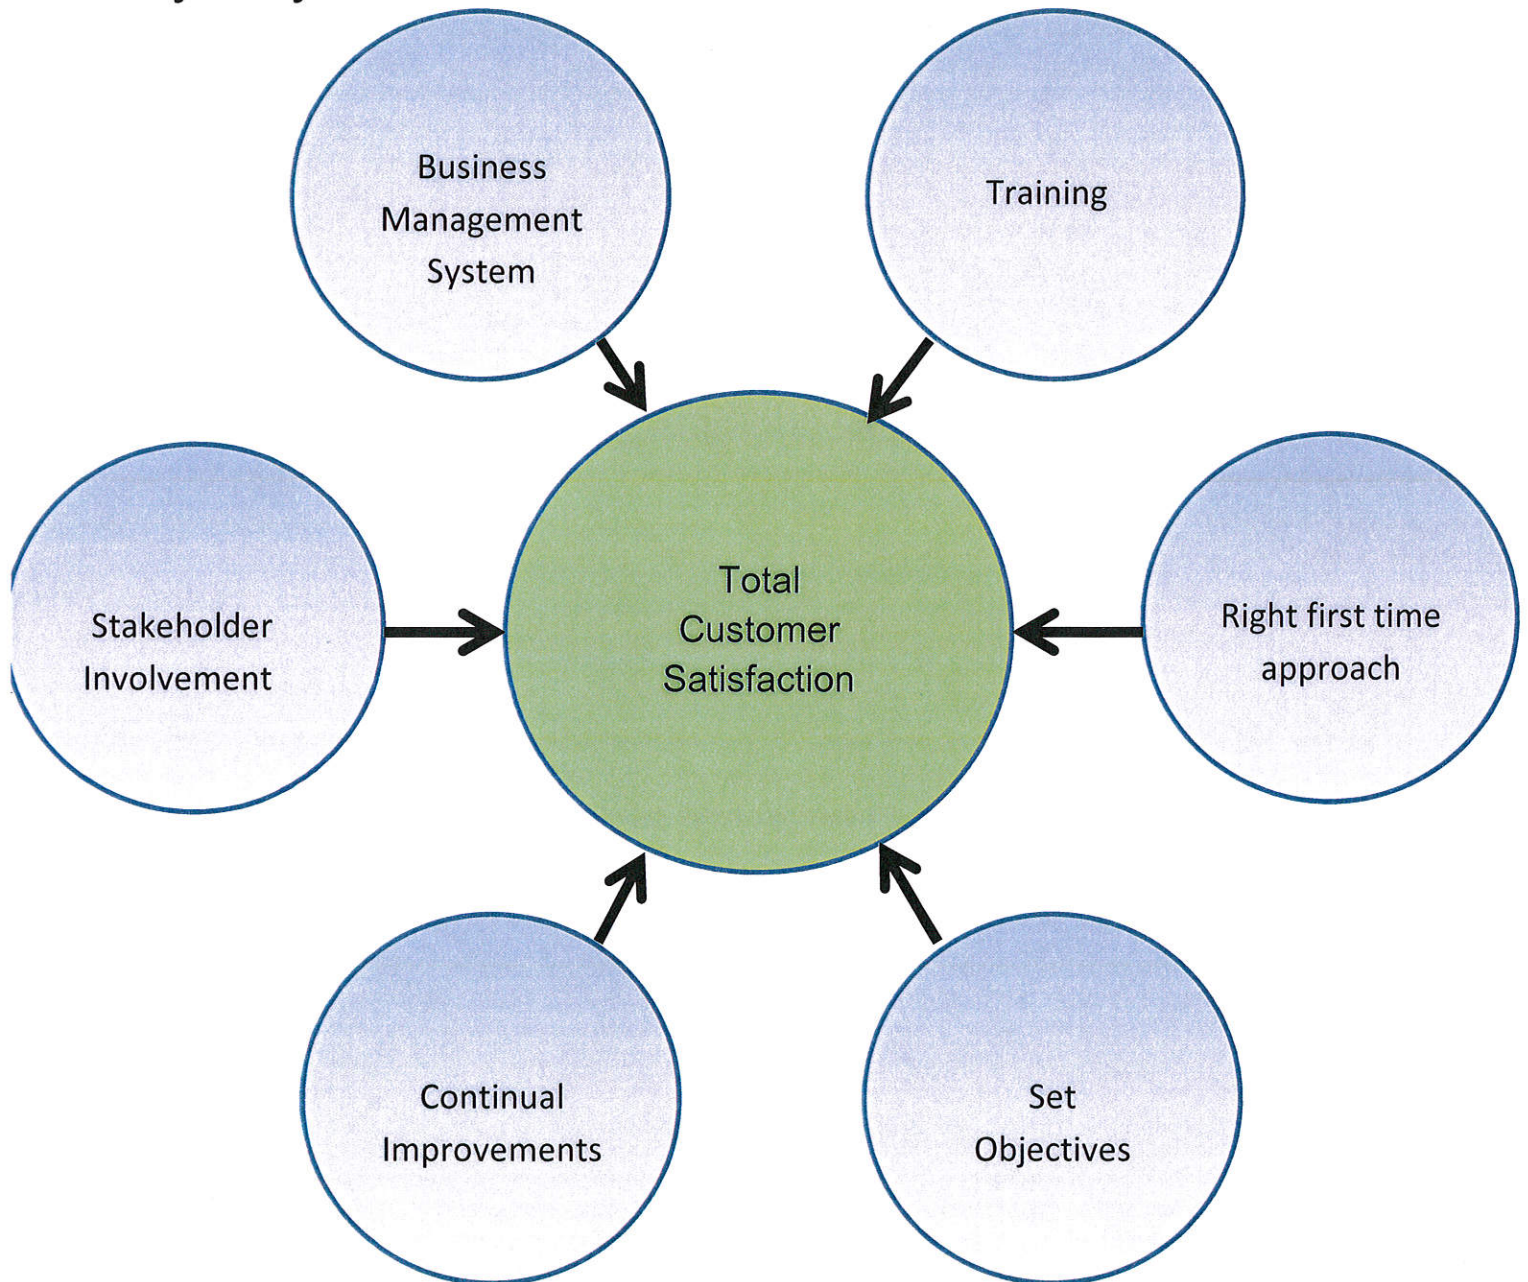 Business
Management
System
Training
Stakeholder
Involvement
Total
Customer
Satisfaction
Right first time
approach
Continual
Improvements
Set
Objectives